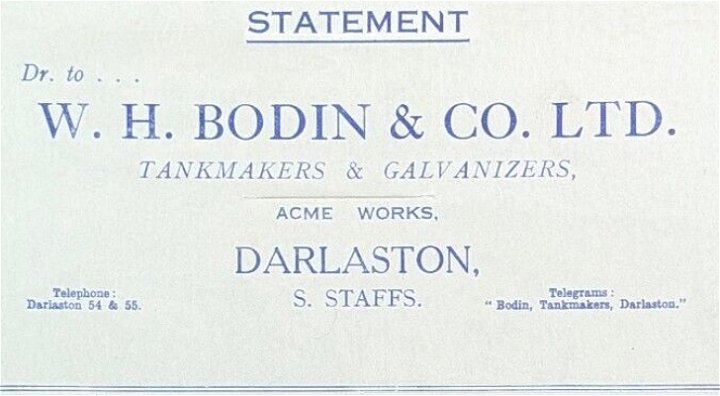 STATEMENT
Dr. to . . .
W. H. BODIN & CO. LTD.
TANKMAKERS & GALVANIZERS,
ACME WORKS,
DARLASTON,
S. STAFFS.
Telephone:
Darlaston 54 & 55.
Telegrams:
"Bodin, Tankmakers, Darlaston."